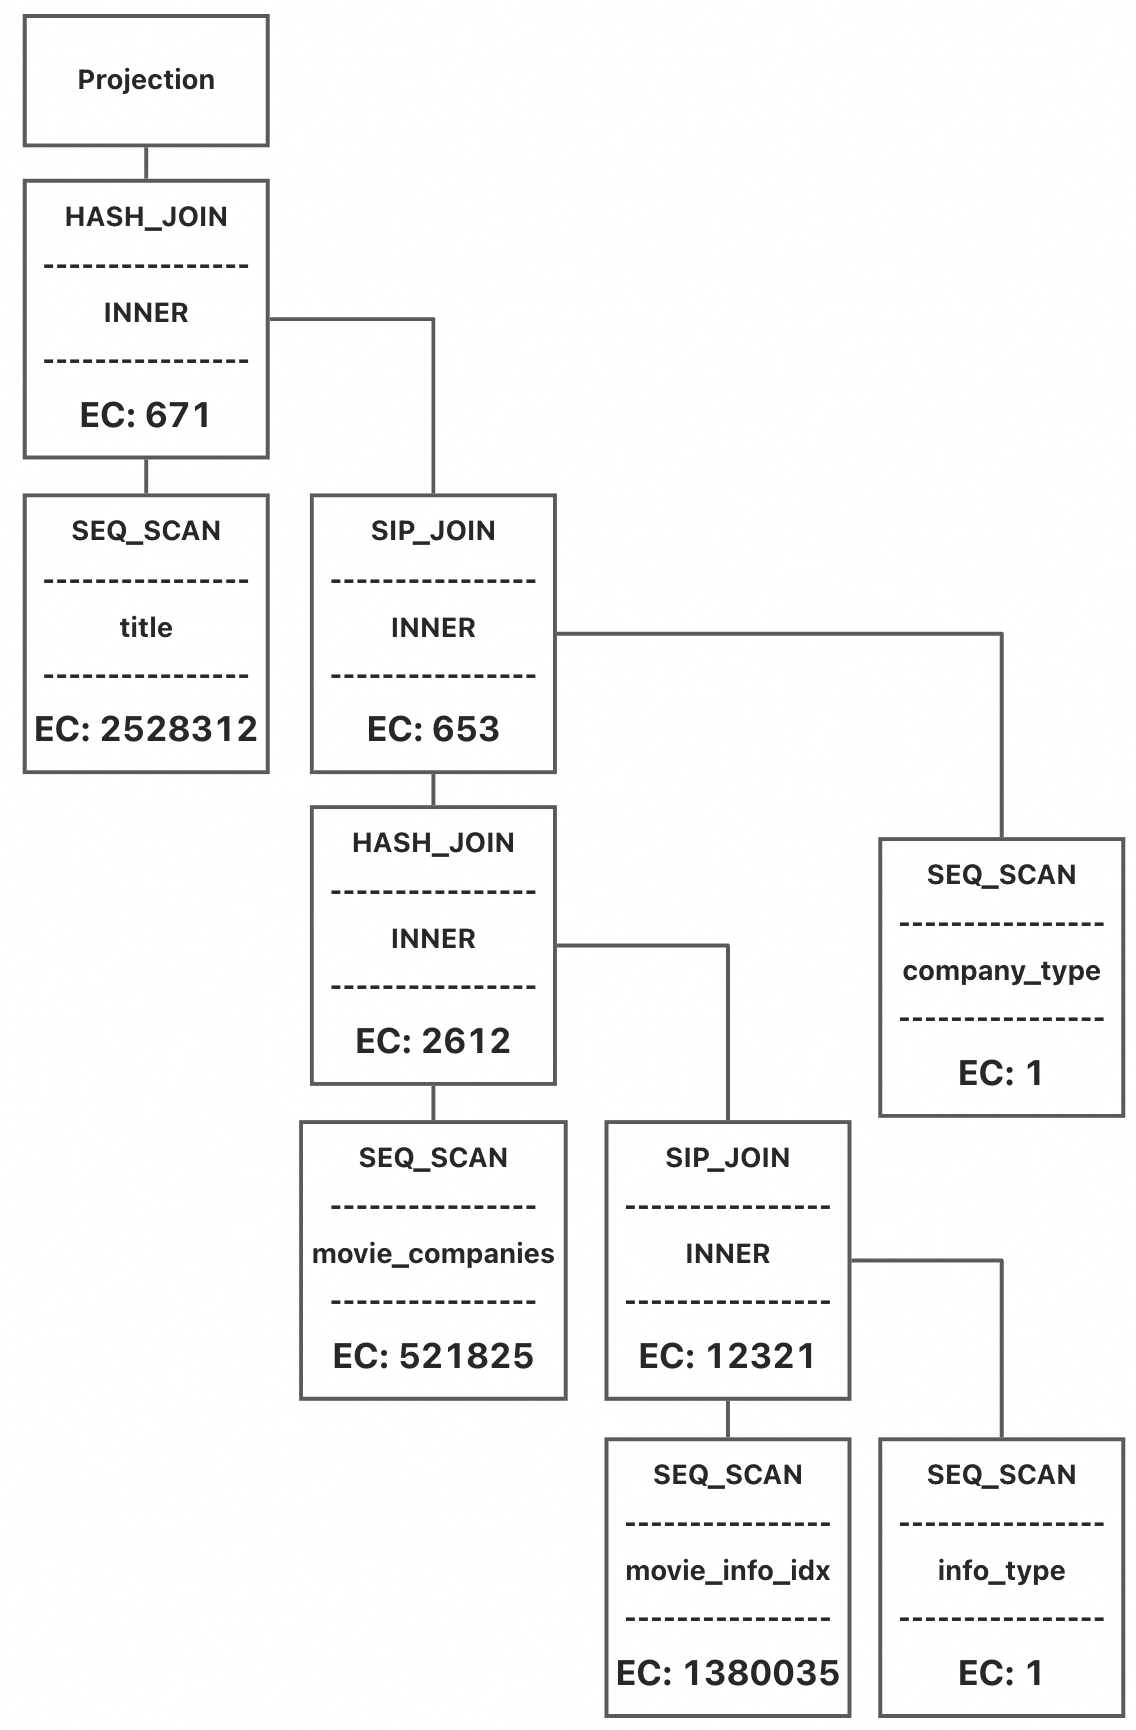 Projection
HASH_JOIN
----------------
INNER
----------------
EC: 671
SEQ_SCAN
----------------
title
----------------
EC: 2528312
SIP_JOIN
----------------
INNER
----------------
EC: 653
HASH_JOIN
----------------
INNER
----------------
EC: 2612
SEQ_SCAN
----------------
company_type
----------------
EC: 1
SEQ_SCAN
----------------
movie_companies
----------------
EC: 521825
SIP_JOIN
----------------
INNER
----------------
EC: 12321
SEQ_SCAN
----------------
movie_info_idx
----------------
EC: 1380035
SEQ_SCAN
----------------
info_type
----------------
EC: 1